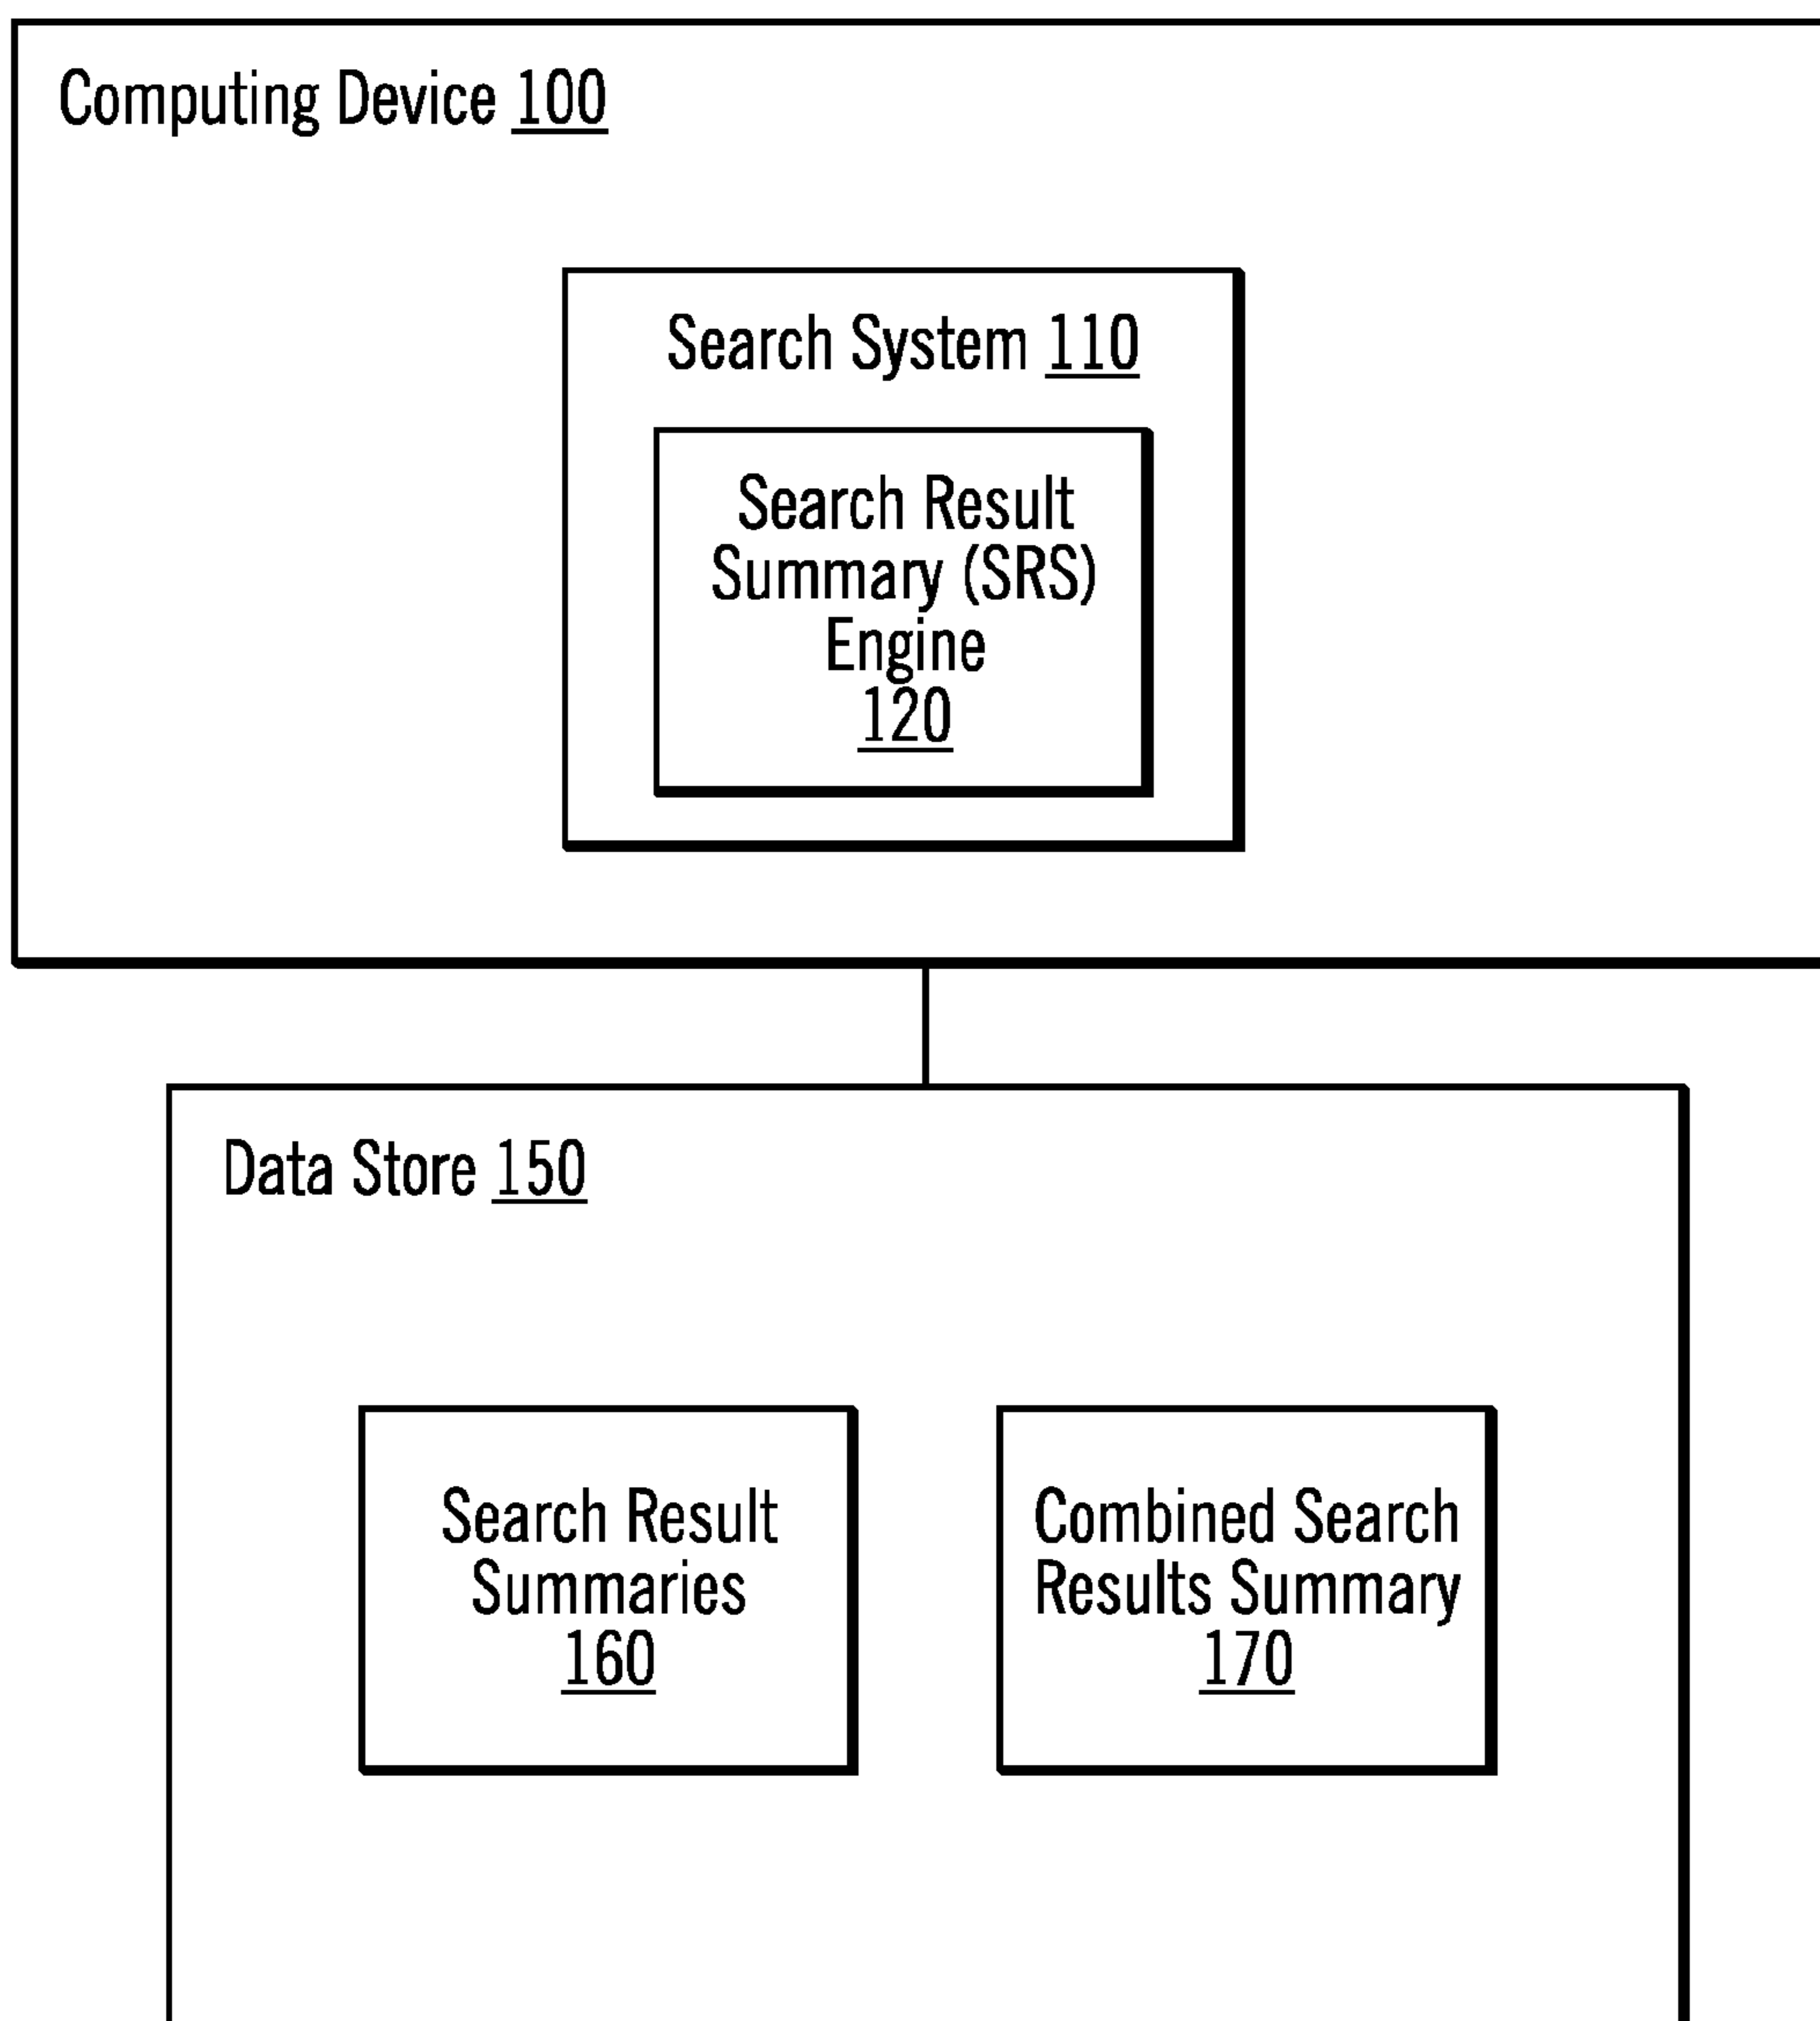 Computing Device 100
Search System 110
Search Result
Summary (SRS)
Engine
120
Data Store 150
Search Result
Summaries
160
Combined Search
Results Summary
170